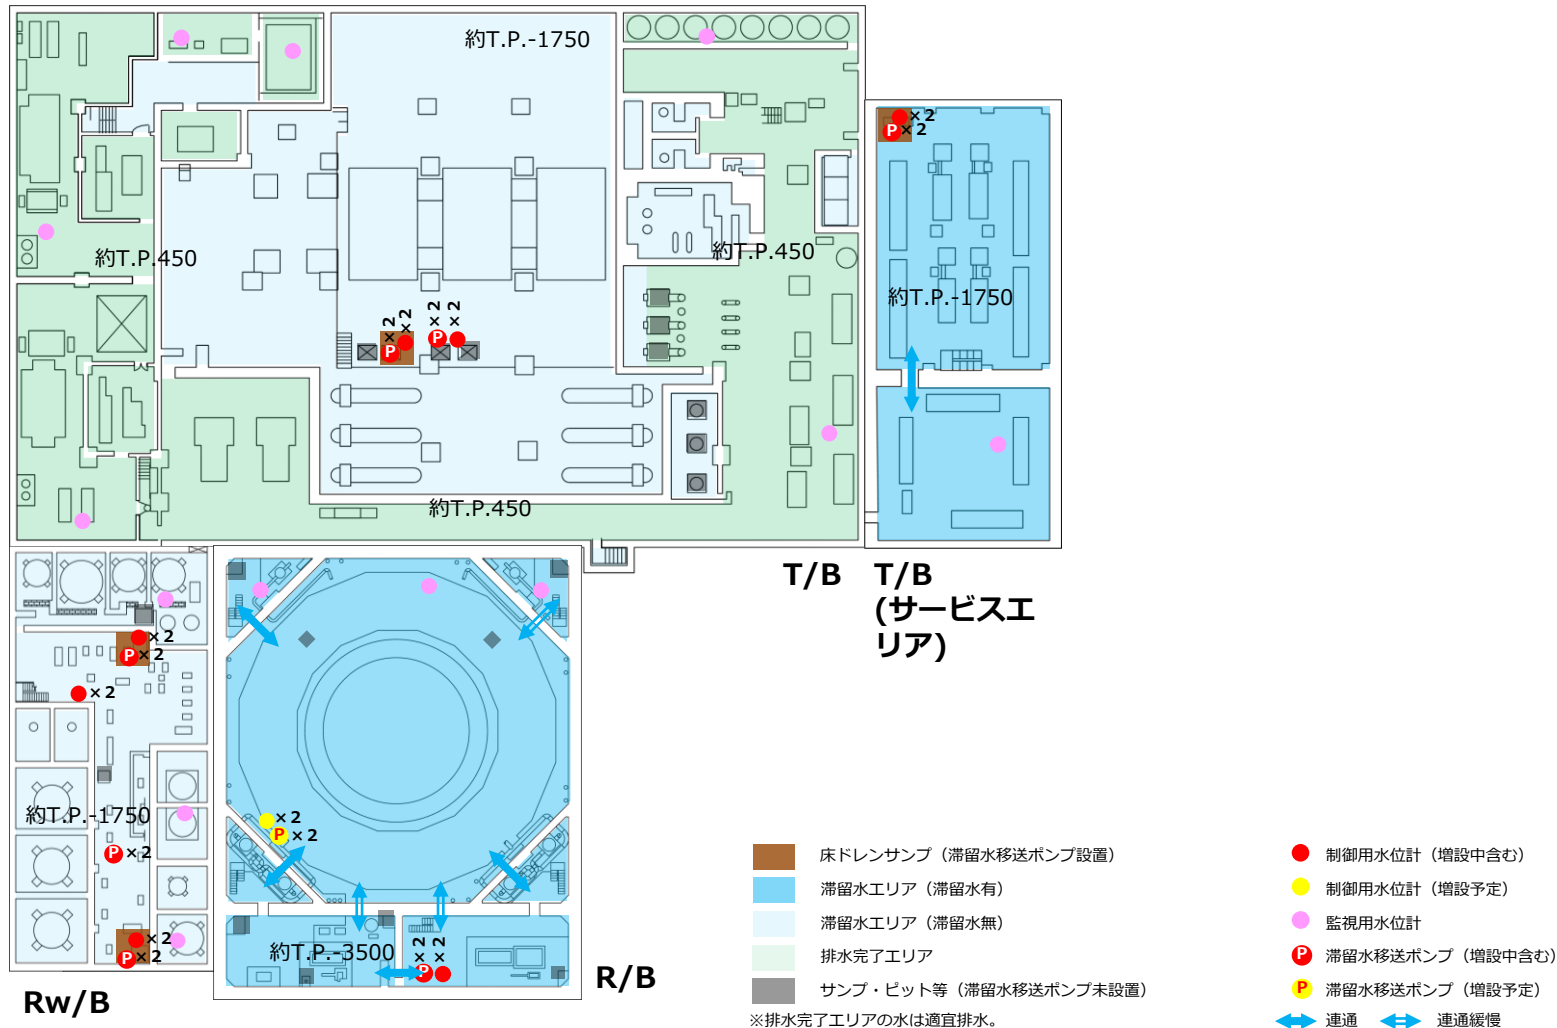 約T.P.-1750
×２
P×２
約T.P.450
約T.P.450
約T.P.-1750
×２
×２
×２
×２
P
P
約T.P.450
T/B
T/B
(サービスエ
リア)
×２
P×２
×２
約T.P.-1750
×２
P ×２
P×２
約T.P.-3500
×２
×２
P
×２
P×２
R/B
Rw/B
床ドレンサンプ（滞留水移送ポンプ設置）
滞留水エリア（滞留水有）
滞留水エリア（滞留水無）
排水完了エリア
サンプ・ピット等（滞留水移送ポンプ未設置）
※排水完了エリアの水は適宜排水。
制御用水位計（増設中含む）
制御用水位計（増設予定）
監視用水位計
P 滞留水移送ポンプ（増設中含む）
P 滞留水移送ポンプ（増設予定）
連通 連通緩慢